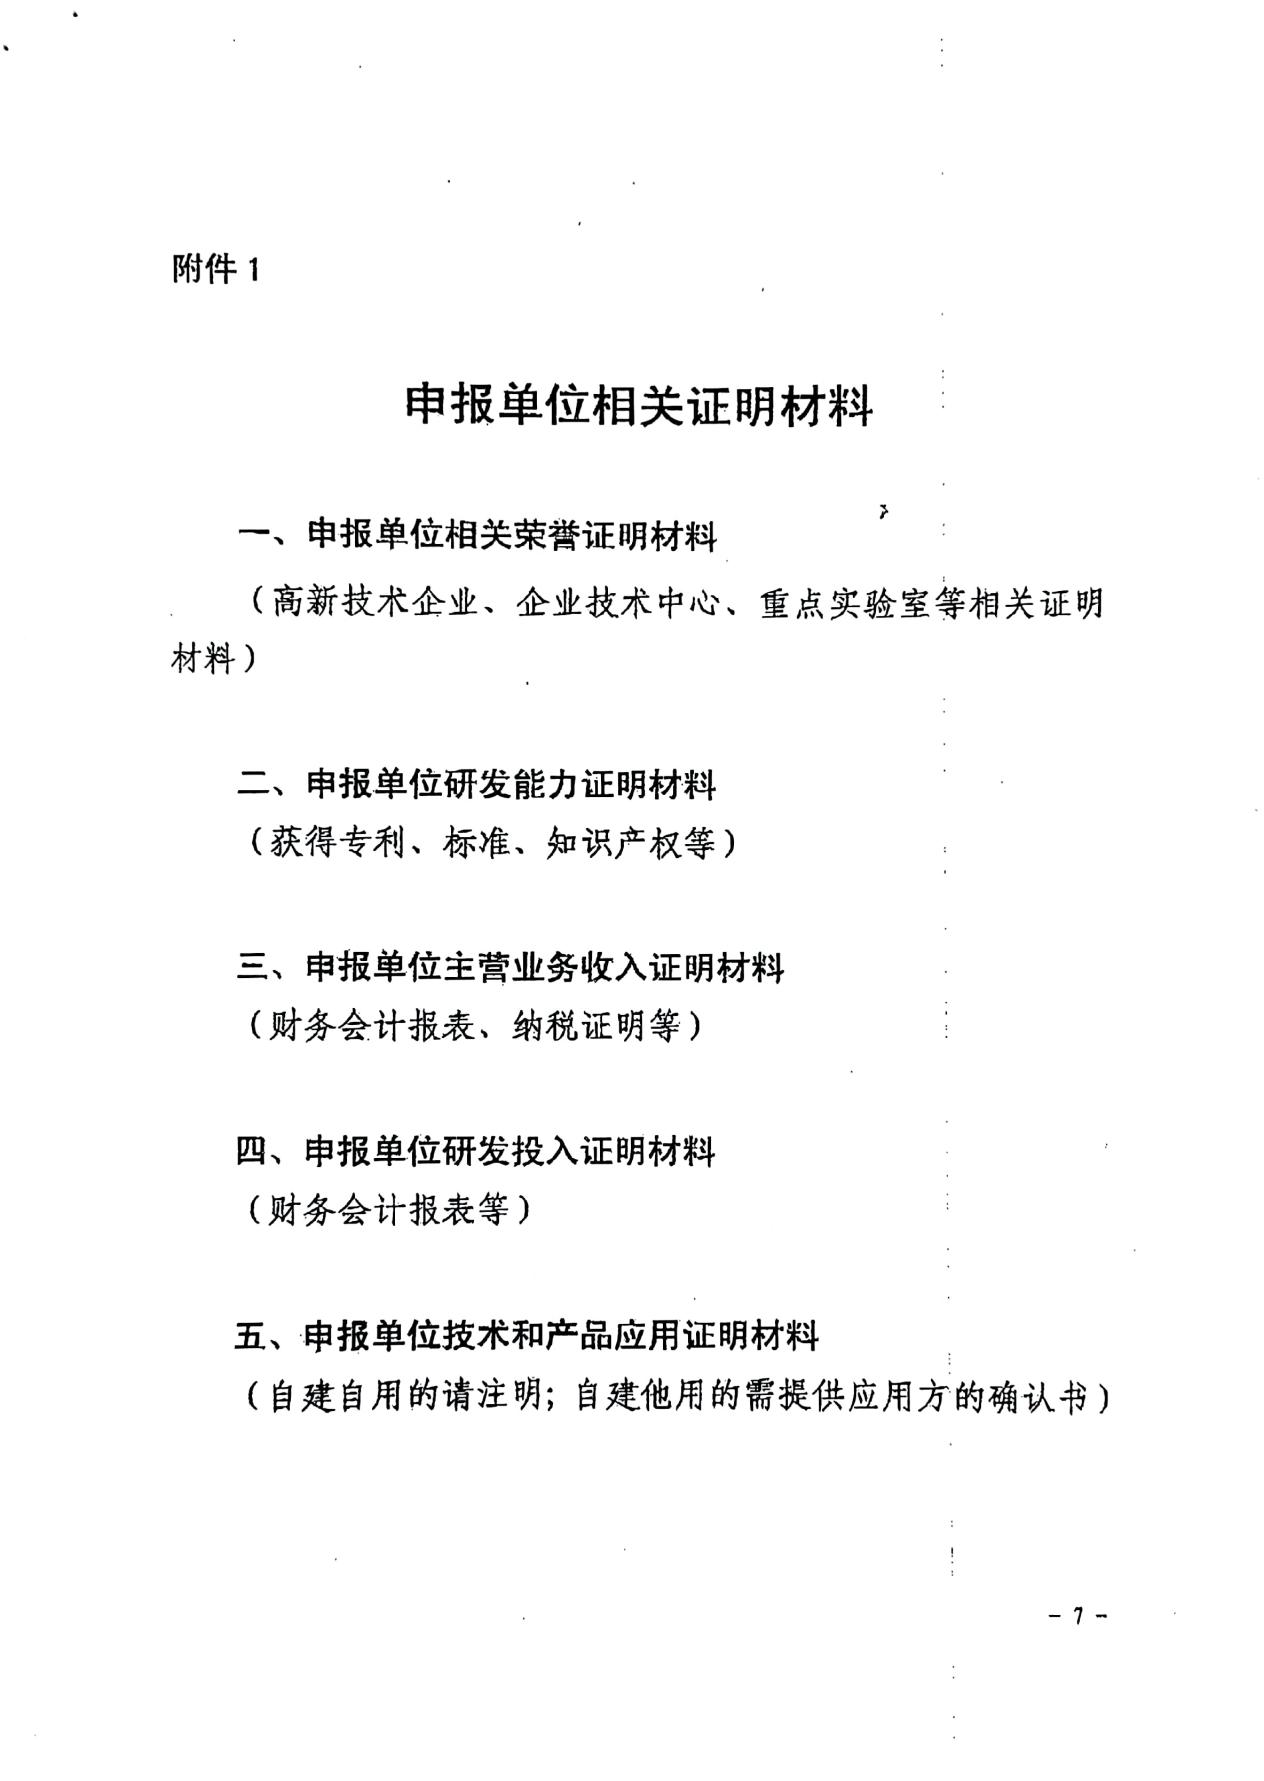 附件1
申报单位相关证明材料
一、申报单位相关荣誉证明材料
（高新技术企业、企业技术中心、重点实验室等相关证明
材料）
二、申报单位研发能力证明材料
（获得专利、标准、知识产权等）
三、申报单位主营业务收入证明材料
（财务会计报表、纳税证明等）
四、申报单位研发投入证明材料
（财务会计报表等）
五、申报单位技术和产品应用证明材料
（自建自用的请注明；自建他用的需提供应用方的确认书）
- 7 -